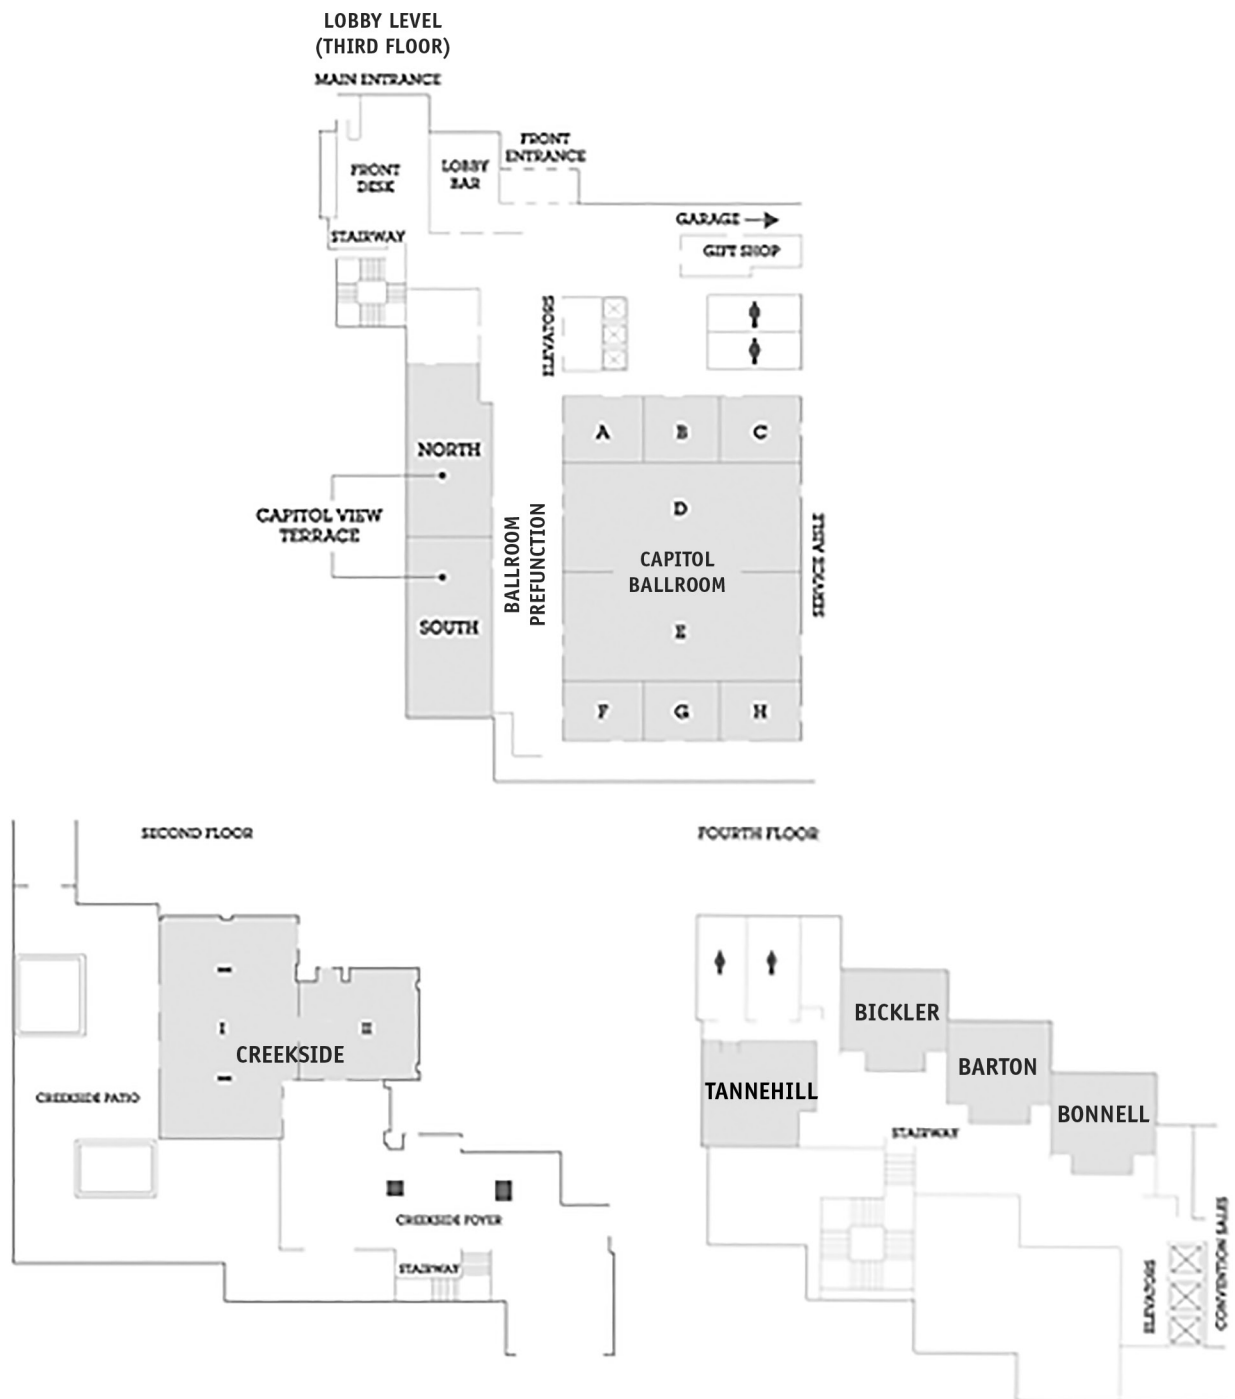 LOBBY LEVEL
(THIRD FLOOR)
MAIN ENTRANCE
FRONT
DESK
LOBBY
BAR
FRONT
ENTRANCE
GARAGE
GIFT SHOP
STAIRWAY
ELEVATORS
A
B
C
NORTH
D
CAPITOL VIEW
TERRACE
BALLROOM
PREFUNCTION
CAPITOL
BALLROOM
SERVICE AISLE
SOUTH
E
F
G
H
SECOND FLOOR
I
II
CREEKSIDE
CREEKSIDE PATIO
CREEKSIDE FOYER
STAIRWAY
FOURTH FLOOR
BICKLER
BARTON
TANNEHILL
BONNELL
STAIRWAY
ELEVATORS
CONVENTION SALES